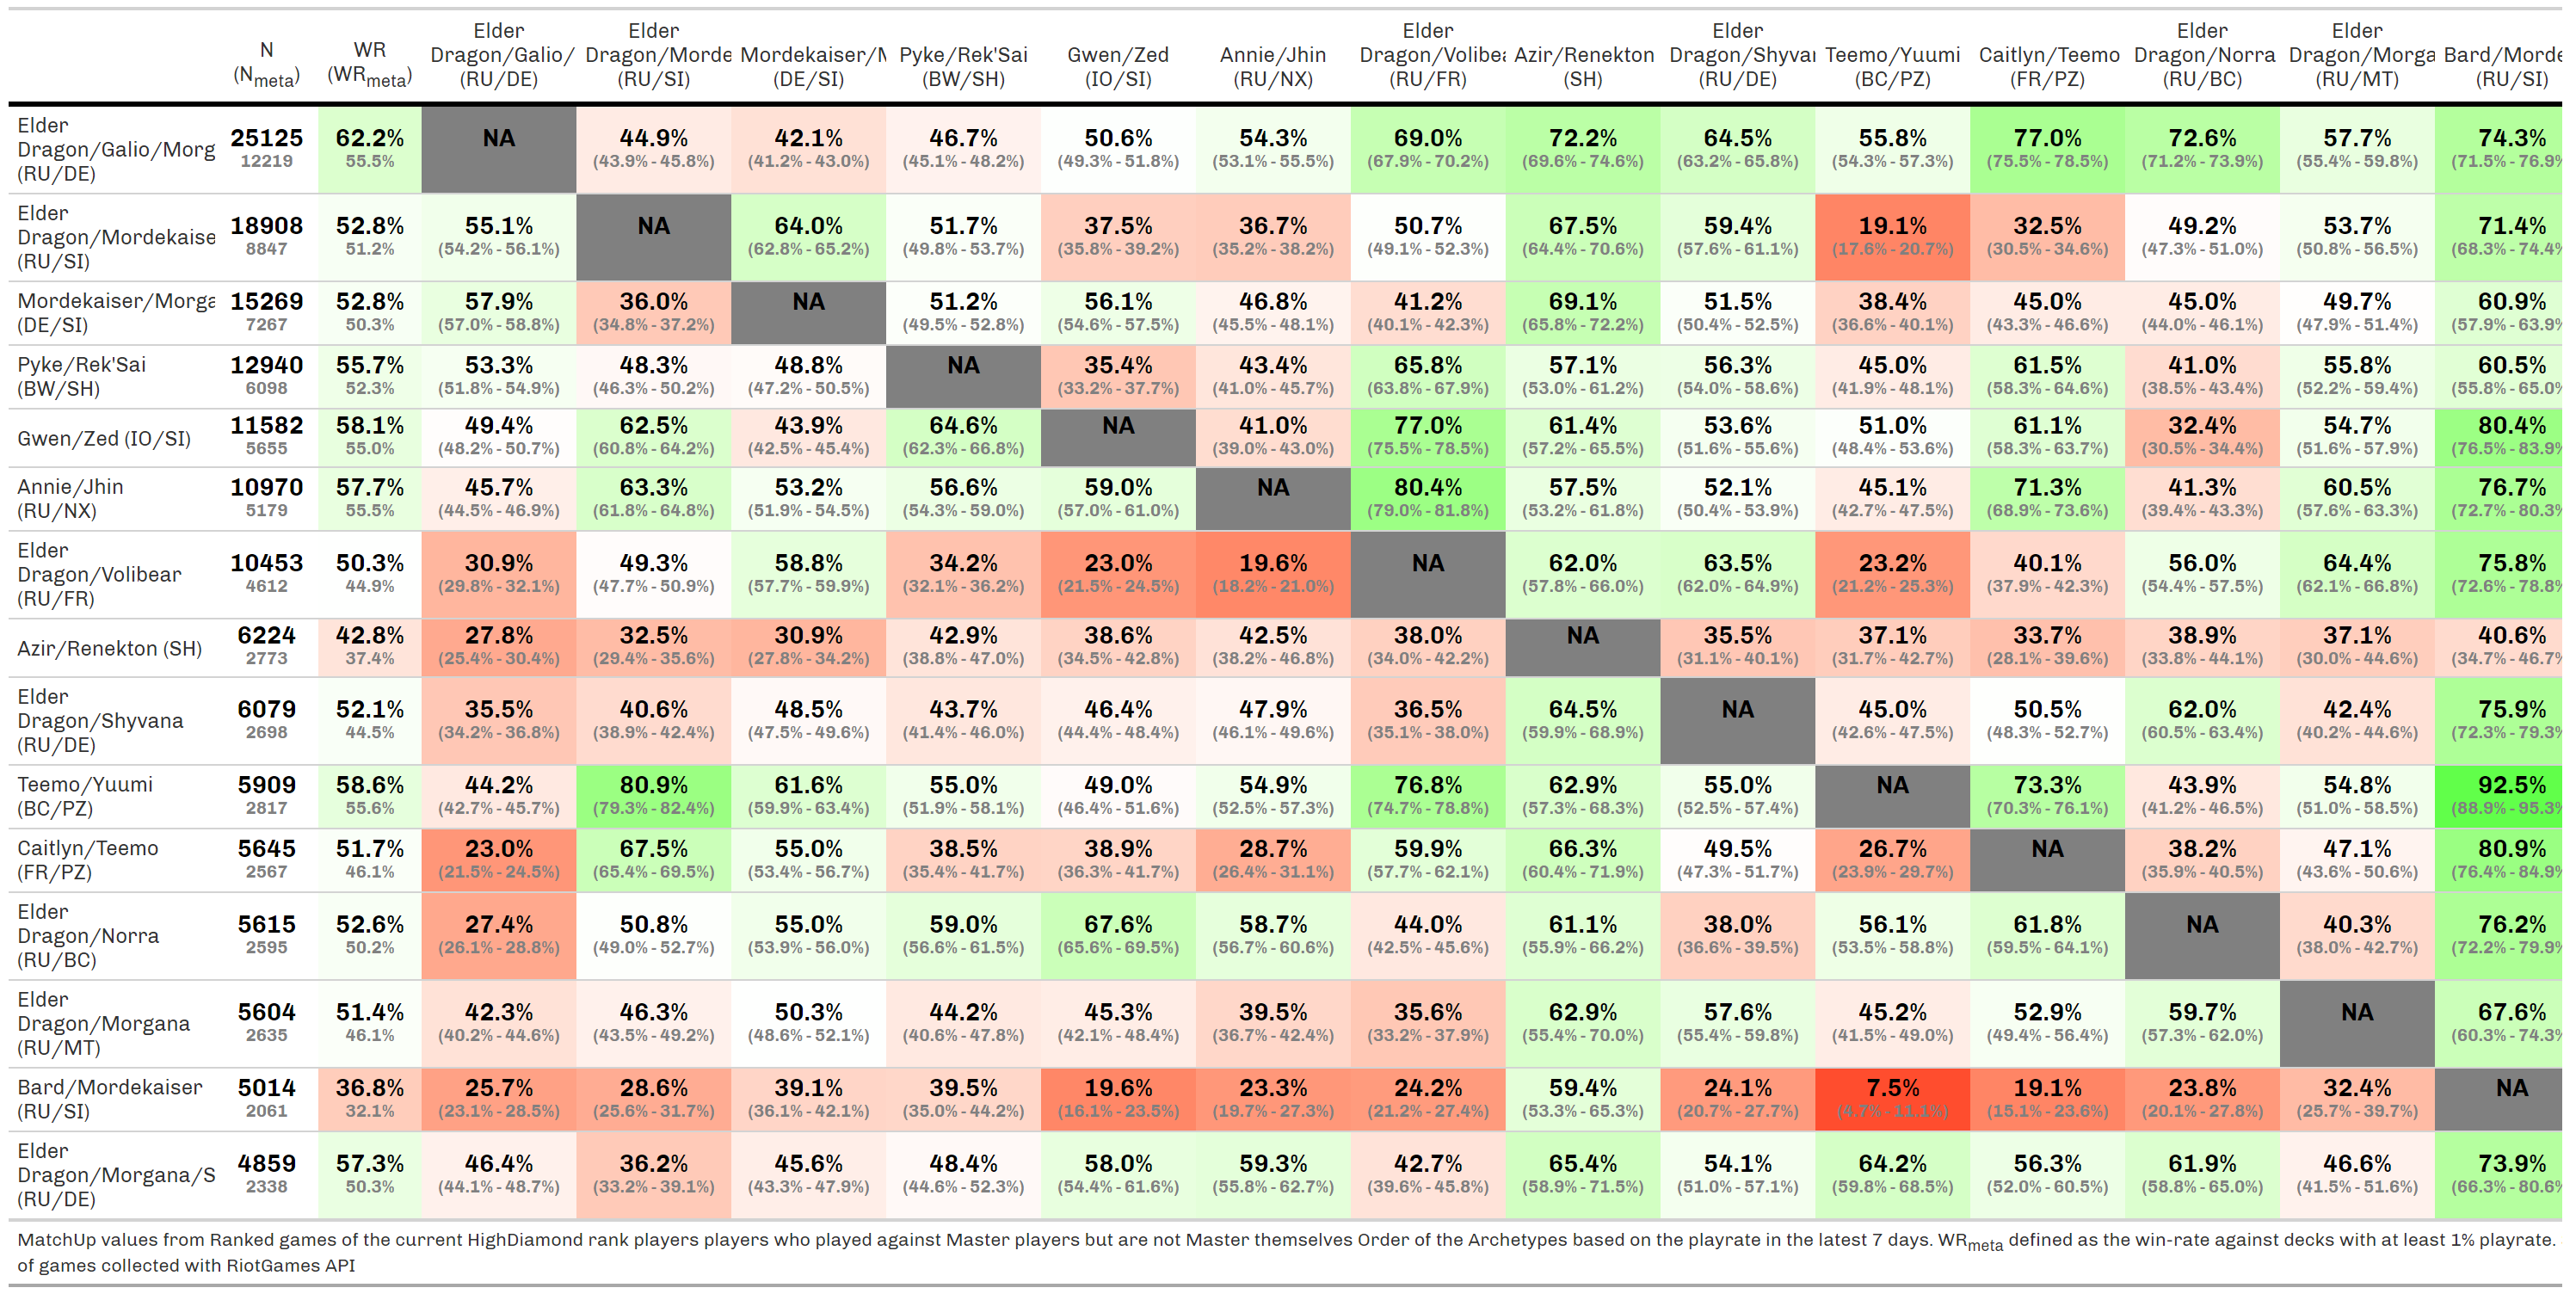 N (Nmeta) WR (WRmeta) Elder Dragon/Galio/ (RU/DE) Elder Dragon/Morde (RU/SI) Mordekaiser/M (DE/SI) Pyke/Rek'Sai (BW/SH) Gwen/Zed (IO/SI) Annie/Jhin (RU/NX) Elder Dragon/Volibea (RU/FR) Azir/Renekton (SH) Elder Dragon/Shyvar (RU/DE) Teemo/Yuumi (BC/PZ) Caitlyn/Teemo (FR/PZ) Elder Dragon/Norra (RU/BC) Elder Dragon/Morga (RU/MT) Bard/Morde (RU/SI)
Elder Dragon/Galio/Morg (RU/DE)
25125 62.2% NA 44.9% 42.1% 46.7% 50.6% 54.3% 69.0% 72.2% 64.5% 55.8% 77.0% 72.6% 57.7% 74.3%
12219 55.5% (43.9% - 45.8%) (41.2% - 43.0%) (45.1% - 48.2%) (49.3% - 51.8%) (53.1% - 55.5%) (67.9% - 70.2%) (69.6% - 74.6%) (63.2% - 65.8%) (54.3% - 57.3%) (75.5% - 78.5%) (71.2% - 73.9%) (55.4% - 59.8%) (71.5% - 76.9%
Elder Dragon/Mordekaise (RU/SI)
18908 52.8% 55.1% NA 64.0% 51.7% 37.5% 36.7% 50.7% 67.5% 59.4% 19.1% 32.5% 49.2% 53.7% 71.4%
8847 51.2% (54.2% - 56.1%) (62.8% - 65.2%) (49.8% - 53.7%) (35.8% - 39.2%) (35.2% - 38.2%) (49.1% - 52.3%) (64.4% - 70.6%) (57.6% - 61.1%) (17.6% - 20.7%) (30.5% - 34.6%) (47.3% - 51.0%) (50.8% - 56.5%) (68.3% - 74.4%
Mordekaiser/Morga (DE/SI)
15269 52.8% 57.9% 36.0% NA 51.2% 56.1% 46.8% 41.2% 69.1% 51.5% 38.4% 45.0% 45.0% 49.7% 60.9%
7267 50.3% (57.0% - 58.8%) (34.8% - 37.2%) (49.5% - 52.8%) (54.6% - 57.5%) (45.5% - 48.1%) (40.1% - 42.3%) (65.8% - 72.2%) (50.4% - 52.5%) (36.6% - 40.1%) (43.3% - 46.6%) (44.0% - 46.1%) (47.9% - 51.4%) (57.9% - 63.9%
Pyke/Rek'Sai (BW/SH)
12940 55.7% 53.3% 48.3% 48.8% NA 35.4% 43.4% 65.8% 57.1% 56.3% 45.0% 61.5% 41.0% 55.8% 60.5%
6098 52.3% (51.8% - 54.9%) (46.3% - 50.2%) (47.2% - 50.5%) (33.2% - 37.7%) (41.0% - 45.7%) (63.8% - 67.9%) (53.0% - 61.2%) (54.0% - 58.6%) (41.9% - 48.1%) (58.3% - 64.6%) (38.5% - 43.4%) (52.2% - 59.4%) (55.8% - 65.0%
Gwen/Zed (IO/SI)
11582 58.1% 49.4% 62.5% 43.9% 64.6% NA 41.0% 77.0% 61.4% 53.6% 51.0% 61.1% 32.4% 54.7% 80.4%
5655 55.0% (48.2% - 50.7%) (60.8% - 64.2%) (42.5% - 45.4%) (62.3% - 66.8%) (39.0% - 43.0%) (75.5% - 78.5%) (57.2% - 65.5%) (51.6% - 55.6%) (48.4% - 53.6%) (58.3% - 63.7%) (30.5% - 34.4%) (51.6% - 57.9%) (76.5% - 83.9%
Annie/Jhin (RU/NX)
10970 57.7% 45.7% 63.3% 53.2% 56.6% 59.0% NA 80.4% 57.5% 52.1% 45.1% 71.3% 41.3% 60.5% 76.7%
5179 55.5% (44.5% - 46.9%) (61.8% - 64.8%) (51.9% - 54.5%) (54.3% - 59.0%) (57.0% - 61.0%) (79.0% - 81.8%) (53.2% - 61.8%) (50.4% - 53.9%) (42.7% - 47.5%) (68.9% - 73.6%) (39.4% - 43.3%) (57.6% - 63.3%) (72.7% - 80.3%
Elder Dragon/Volibear (RU/FR)
10453 50.3% 30.9% 49.3% 58.8% 34.2% 23.0% 19.6% NA 62.0% 63.5% 23.2% 40.1% 56.0% 64.4% 75.8%
4612 44.9% (29.8% - 32.1%) (47.7% - 50.9%) (57.7% - 59.9%) (32.1% - 36.2%) (21.5% - 24.5%) (18.2% - 21.0%) (57.8% - 66.0%) (62.0% - 64.9%) (21.2% - 25.3%) (37.9% - 42.3%) (54.4% - 57.5%) (62.1% - 66.8%) (72.6% - 78.8%
Azir/Renekton (SH)
6224 42.8% 27.8% 32.5% 30.9% 42.9% 38.6% 42.5% 38.0% NA 35.5% 37.1% 33.7% 38.9% 37.1% 40.6%
2773 37.4% (25.4% - 30.4%) (29.4% - 35.6%) (27.8% - 34.2%) (38.8% - 47.0%) (34.5% - 42.8%) (38.2% - 46.8%) (34.0% - 42.2%) (31.1% - 40.1%) (31.7% - 42.7%) (28.1% - 39.6%) (33.8% - 44.1%) (30.0% - 44.6%) (34.7% - 46.7%
Elder Dragon/Shyvana (RU/DE)
6079 52.1% 35.5% 40.6% 48.5% 43.7% 46.4% 47.9% 36.5% 64.5% NA 45.0% 50.5% 62.0% 42.4% 75.9%
2698 44.5% (34.2% - 36.8%) (38.9% - 42.4%) (47.5% - 49.6%) (41.4% - 46.0%) (44.4% - 48.4%) (46.1% - 49.6%) (35.1% - 38.0%) (59.9% - 68.9%) (42.6% - 47.5%) (48.3% - 52.7%) (60.5% - 63.4%) (40.2% - 44.6%) (72.3% - 79.3%
Teemo/Yuumi (BC/PZ)
5909 58.6% 44.2% 80.9% 61.6% 55.0% 49.0% 54.9% 76.8% 62.9% 55.0% NA 73.3% 43.9% 54.8% 92.5%
2817 55.6% (42.7% - 45.7%) (79.3% - 82.4%) (59.9% - 63.4%) (51.9% - 58.1%) (46.4% - 51.6%) (52.5% - 57.3%) (74.7% - 78.8%) (57.3% - 68.3%) (52.5% - 57.4%) (70.3% - 76.1%) (41.2% - 46.5%) (51.0% - 58.5%) (88.9% - 95.3%
Caitlyn/Teemo (FR/PZ)
5645 51.7% 23.0% 67.5% 55.0% 38.5% 38.9% 28.7% 59.9% 66.3% 49.5% 26.7% NA 38.2% 47.1% 80.9%
2567 46.1% (21.5% - 24.5%) (65.4% - 69.5%) (53.4% - 56.7%) (35.4% - 41.7%) (36.3% - 41.7%) (26.4% - 31.1%) (57.7% - 62.1%) (60.4% - 71.9%) (47.3% - 51.7%) (23.9% - 29.7%) (35.9% - 40.5%) (43.6% - 50.6%) (76.4% - 84.9%
Elder Dragon/Norra (RU/BC)
5615 52.6% 27.4% 50.8% 55.0% 59.0% 67.6% 58.7% 44.0% 61.1% 38.0% 56.1% 61.8% NA 40.3% 76.2%
2595 50.2% (26.1% - 28.8%) (49.0% - 52.7%) (53.9% - 56.0%) (56.6% - 61.5%) (65.6% - 69.5%) (56.7% - 60.6%) (42.5% - 45.6%) (55.9% - 66.2%) (36.6% - 39.5%) (53.5% - 58.8%) (59.5% - 64.1%) (38.0% - 42.7%) (72.2% - 79.9%
Elder Dragon/Morgana (RU/MT)
5604 51.4% 42.3% 46.3% 50.3% 44.2% 45.3% 39.5% 35.6% 62.9% 57.6% 45.2% 52.9% 59.7% NA 67.6%
2635 46.1% (40.2% - 44.6%) (43.5% - 49.2%) (48.6% - 52.1%) (40.6% - 47.8%) (42.1% - 48.4%) (36.7% - 42.4%) (33.2% - 37.9%) (55.4% - 70.0%) (55.4% - 59.8%) (41.5% - 49.0%) (49.4% - 56.4%) (57.3% - 62.0%) (60.3% - 74.3%
Bard/Mordekaiser (RU/SI)
5014 36.8% 25.7% 28.6% 39.1% 39.5% 19.6% 23.3% 24.2% 59.4% 24.1% 7.5% 19.1% 23.8% 32.4% NA
2061 32.1% (23.1% - 28.5%) (25.6% - 31.7%) (36.1% - 42.1%) (35.0% - 44.2%) (16.1% - 23.5%) (19.7% - 27.3%) (21.2% - 27.4%) (53.3% - 65.3%) (20.7% - 27.7%) (4.7% - 11.1%) (15.1% - 23.6%) (20.1% - 27.8%) (25.7% - 39.7%)
Elder Dragon/Morgana/S (RU/DE)
4859 57.3% 46.4% 36.2% 45.6% 48.4% 58.0% 59.3% 42.7% 65.4% 54.1% 64.2% 56.3% 61.9% 46.6% 73.9%
2338 50.3% (44.1% - 48.7%) (33.2% - 39.1%) (43.3% - 47.9%) (44.6% - 52.3%) (54.4% - 61.6%) (55.8% - 62.7%) (39.6% - 45.8%) (58.9% - 71.5%) (51.0% - 57.1%) (59.8% - 68.5%) (52.0% - 60.5%) (58.8% - 65.0%) (41.5% - 51.6%) (66.3% - 80.6%
MatchUp values from Ranked games of the current HighDiamond rank players players who played against Master players but are not Master themselves Order of the Archetypes based on the playrate in the latest 7 days. WRmeta defined as the win-rate against decks with at least 1% playrate.
of games collected with RiotGames API